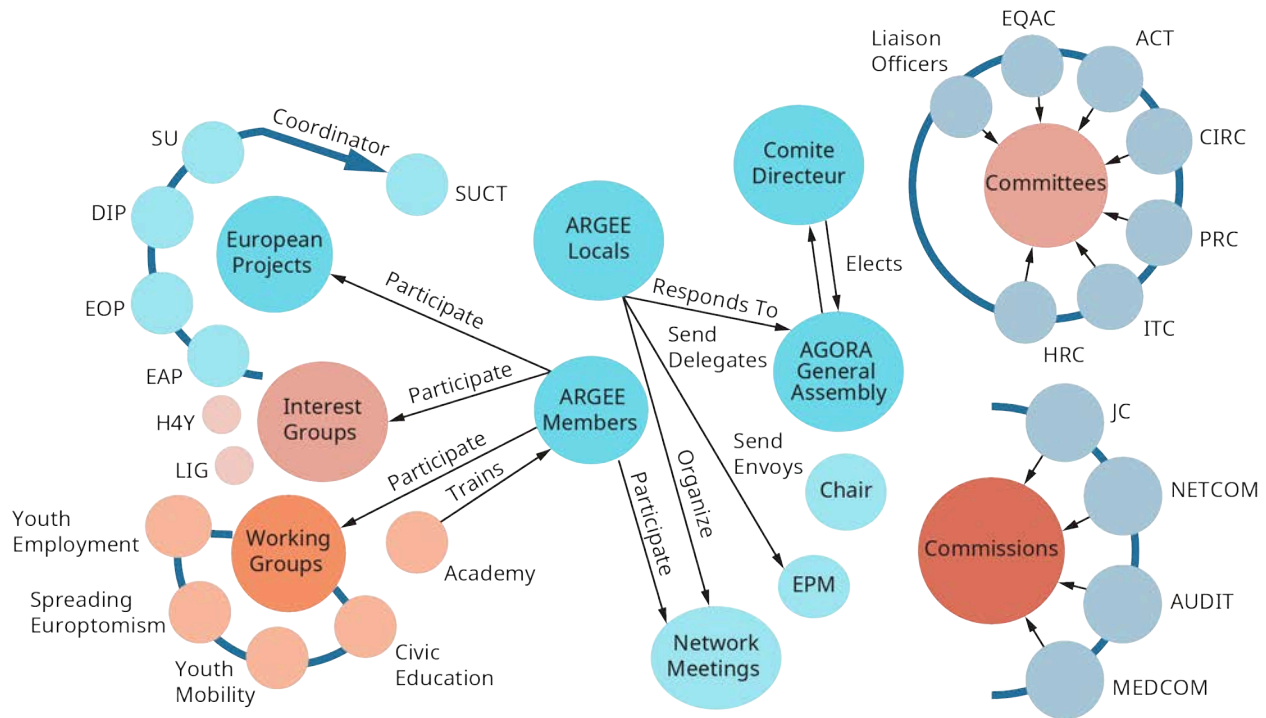 EQAC
Liaison
Officers
ACT
CIRC
Committees
PRC
ITC
HRC
Coordinator
SU
SUCT
DIP
European
Projects
EOP
EAP
Comite
Directeur
ARGEE
Locals
Elects
Responds To
Send
Delegates
AGORA
General
Assembly
Participate
Participate
Interest
Groups
H4Y
LIG
ARGEE
Members
Participate
Trains
Participate
Organize
Send
Envoys
Chair
EPM
Network
Meetings
Youth
Employment
Working
Groups
Academy
Spreading
Europtomism
Youth
Mobility
Civic
Education
JC
NETCOM
Commissions
AUDIT
MEDCOM